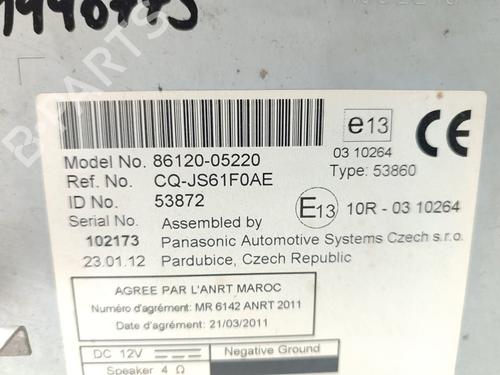 e13
03 10264
Type: 53860
Model No. 86120-05220
Ref. No. CQ-JS61F0AE
ID No. 53872
E13 10R - 03 10264
Serial No. Assembled by
102173 Panasonic Automotive Systems Czech s.r.o.
23.01.12 Pardubice, Czech Republic
AGREE PAR L'ANRT MAROC
Numéro d'agrément: MR 6142 ANRT 2011
Date d'agrément: 21/03/2011
DC 12V Negative Ground
Speaker 4 Ω
B-PARTS